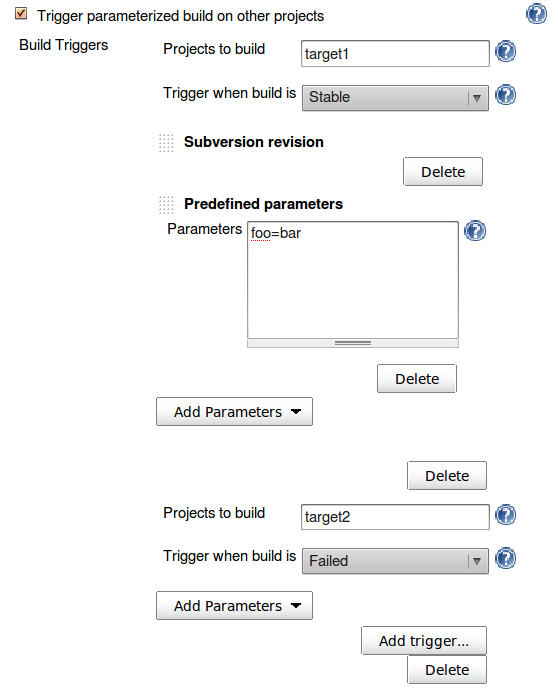 Trigger parameterized build on other projects
Build Triggers
Projects to build target1
Trigger when build is Stable
Subversion revision
Delete
Predefined parameters
Parameters foo=bar
Delete
Add Parameters
Delete
Projects to build target2
Trigger when build is Failed
Add Parameters
Add trigger...
Delete